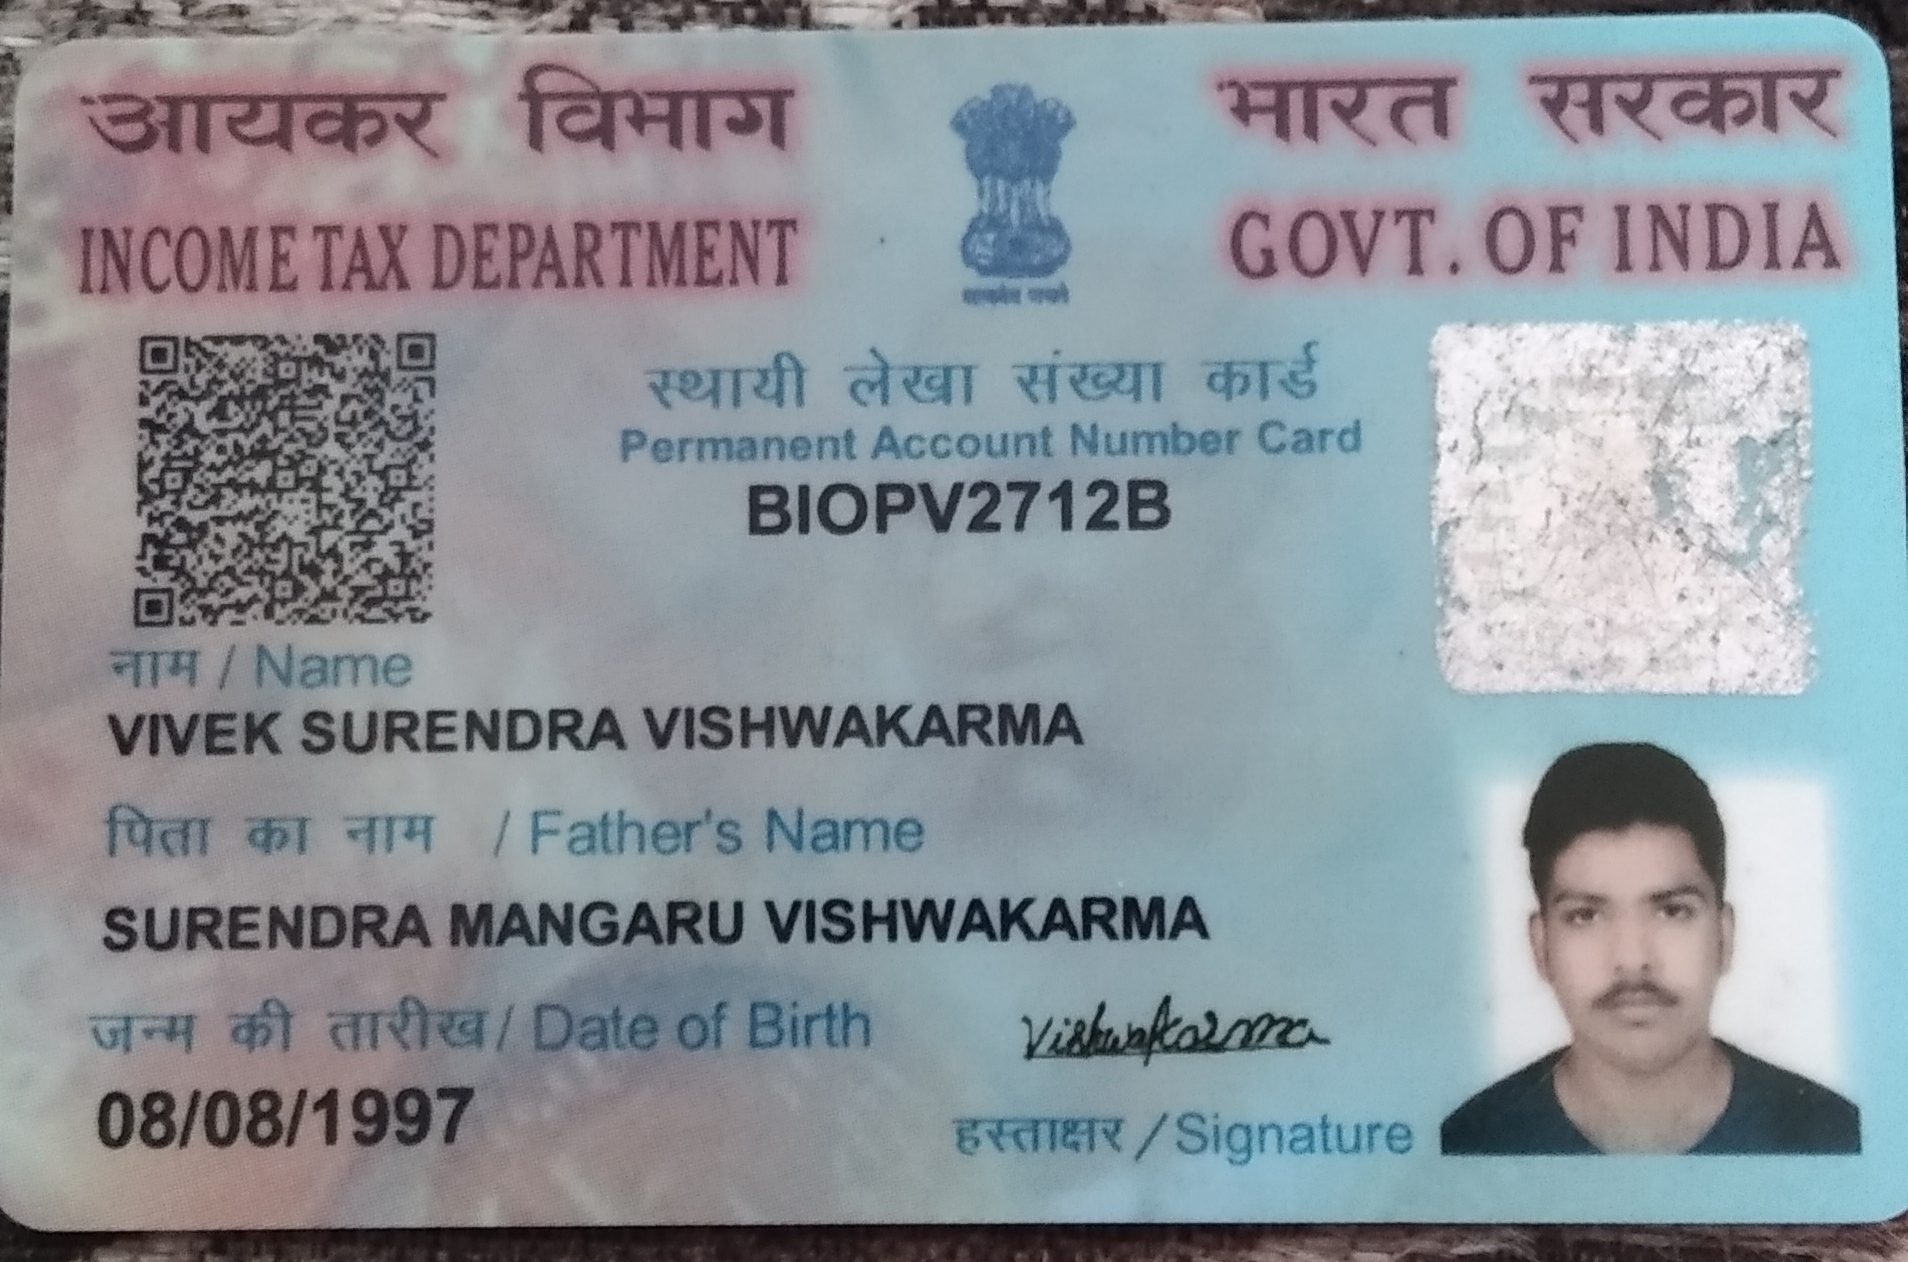 आयकर विभाग
INCOME TAX DEPARTMENT
भारत सरकार
GOVT. OF INDIA
सत्यमेव जयते
स्थायी लेखा संख्या कार्ड
Permanent Account Number Card
BIOPV2712B
नाम / Name
VIVEK SURENDRA VISHWAKARMA
पिता का नाम / Father's Name
SURENDRA MANGARU VISHWAKARMA
जन्म की तारीख / Date of Birth
08/08/1997
Vishwakarma
हस्ताक्षर / Signature